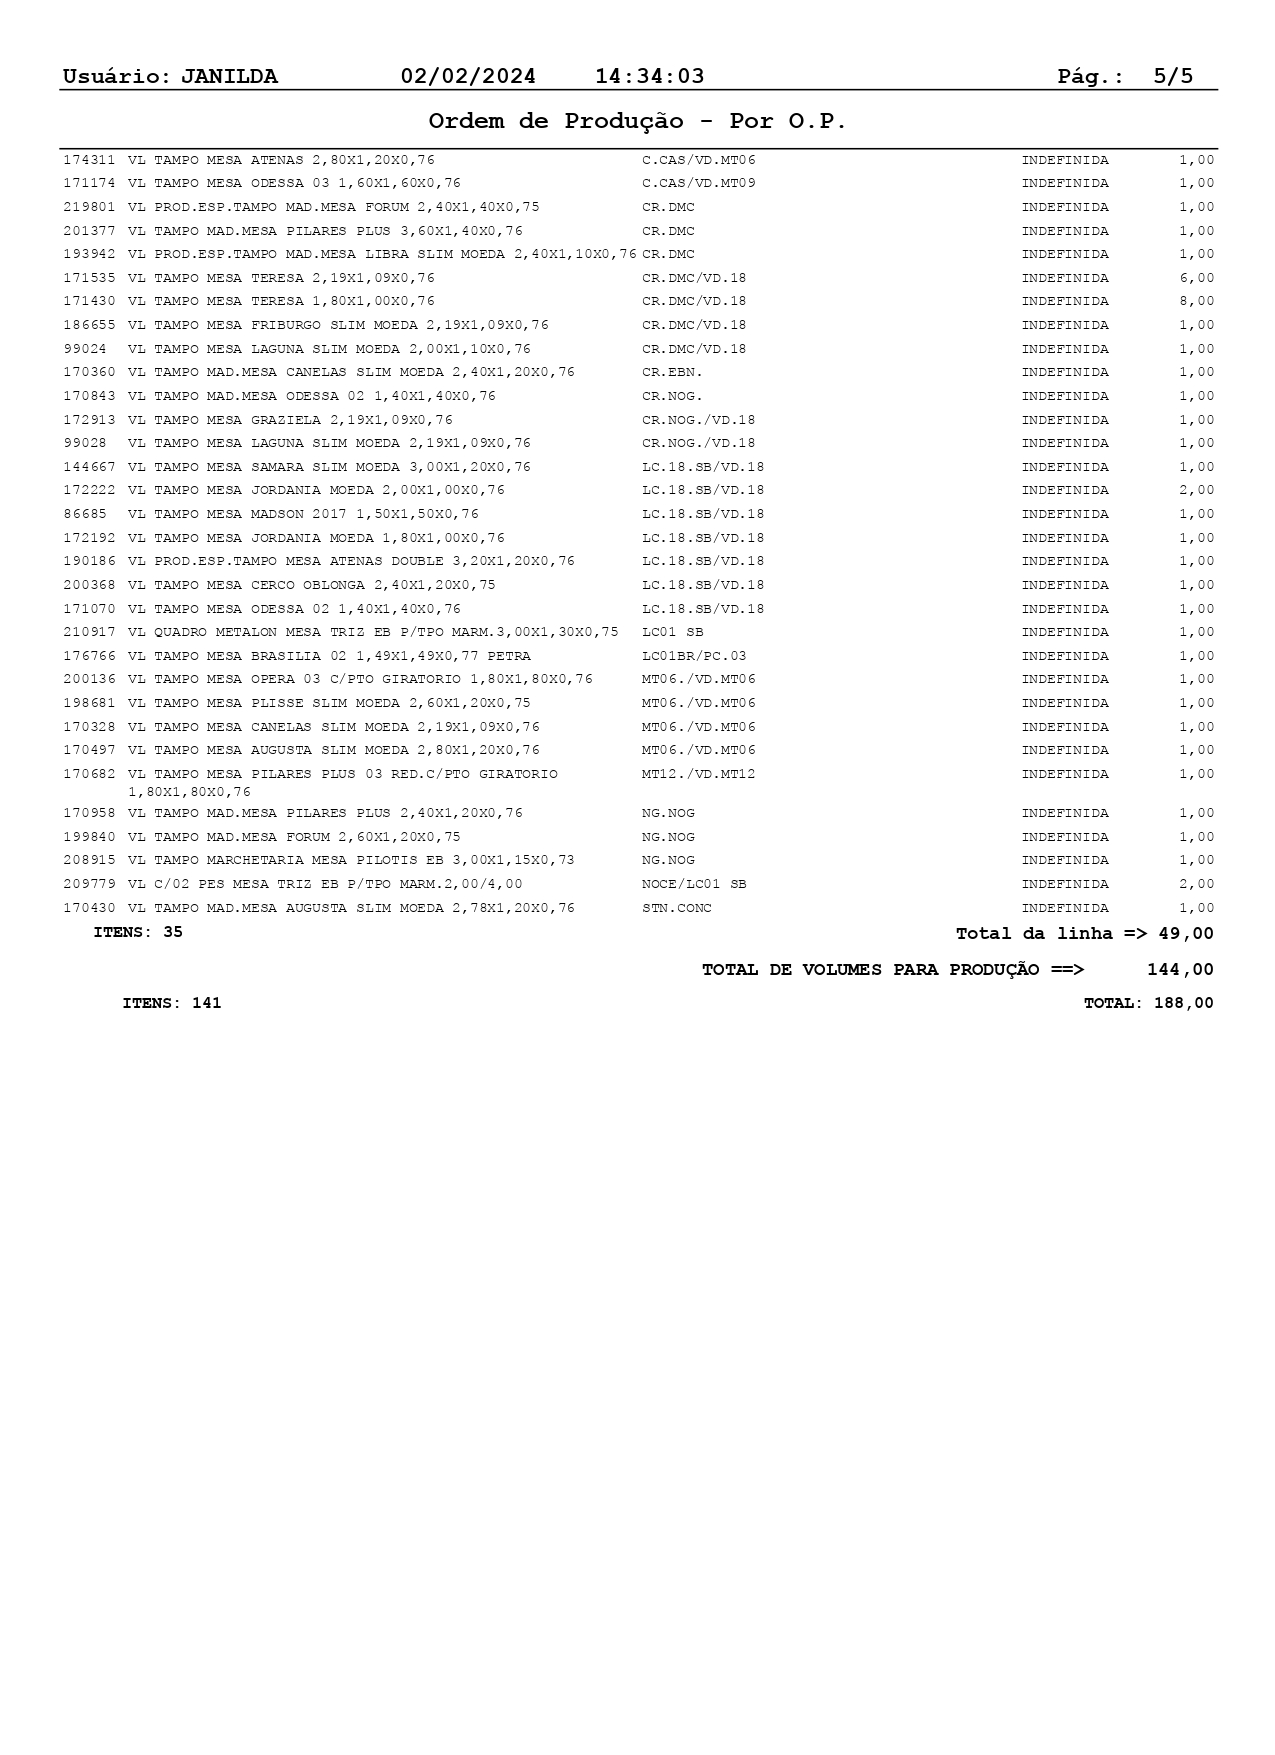 Usuário: JANILDA 02/02/2024 14:34:03 Pág.: 5/5
Ordem de Produção - Por O.P.
174311 VL TAMPO MESA ATENAS 2,80X1,20X0,76 C.CAS/VD.MT06 INDEFINIDA 1,00
171174 VL TAMPO MESA ODESSA 03 1,60X1,60X0,76 C.CAS/VD.MT09 INDEFINIDA 1,00
219801 VL PROD.ESP.TAMPO MAD.MESA FORUM 2,40X1,40X0,75 CR.DMC INDEFINIDA 1,00
201377 VL TAMPO MAD.MESA PILARES PLUS 3,60X1,40X0,76 CR.DMC INDEFINIDA 1,00
193942 VL PROD.ESP.TAMPO MAD.MESA LIBRA SLIM MOEDA 2,40X1,10X0,76 CR.DMC INDEFINIDA 1,00
171535 VL TAMPO MESA TERESA 2,19X1,09X0,76 CR.DMC/VD.18 INDEFINIDA 6,00
171430 VL TAMPO MESA TERESA 1,80X1,00X0,76 CR.DMC/VD.18 INDEFINIDA 8,00
186655 VL TAMPO MESA FRIBURGO SLIM MOEDA 2,19X1,09X0,76 CR.DMC/VD.18 INDEFINIDA 1,00
99024 VL TAMPO MESA LAGUNA SLIM MOEDA 2,00X1,10X0,76 CR.DMC/VD.18 INDEFINIDA 1,00
170360 VL TAMPO MAD.MESA CANELAS SLIM MOEDA 2,40X1,20X0,76 CR.EBN. INDEFINIDA 1,00
170843 VL TAMPO MAD.MESA ODESSA 02 1,40X1,40X0,76 CR.NOG. INDEFINIDA 1,00
172913 VL TAMPO MESA GRAZIELA 2,19X1,09X0,76 CR.NOG./VD.18 INDEFINIDA 1,00
99028 VL TAMPO MESA LAGUNA SLIM MOEDA 2,19X1,09X0,76 CR.NOG./VD.18 INDEFINIDA 1,00
144667 VL TAMPO MESA SAMARA SLIM MOEDA 3,00X1,20X0,76 LC.18.SB/VD.18 INDEFINIDA 1,00
172222 VL TAMPO MESA JORDANIA MOEDA 2,00X1,00X0,76 LC.18.SB/VD.18 INDEFINIDA 2,00
86685 VL TAMPO MESA MADSON 2017 1,50X1,50X0,76 LC.18.SB/VD.18 INDEFINIDA 1,00
172192 VL TAMPO MESA JORDANIA MOEDA 1,80X1,00X0,76 LC.18.SB/VD.18 INDEFINIDA 1,00
190186 VL PROD.ESP.TAMPO MESA ATENAS DOUBLE 3,20X1,20X0,76 LC.18.SB/VD.18 INDEFINIDA 1,00
200368 VL TAMPO MESA CERCO OBLONGA 2,40X1,20X0,75 LC.18.SB/VD.18 INDEFINIDA 1,00
171070 VL TAMPO MESA ODESSA 02 1,40X1,40X0,76 LC.18.SB/VD.18 INDEFINIDA 1,00
210917 VL QUADRO METALON MESA TRIZ EB P/TPO MARM.3,00X1,30X0,75 LC01 SB INDEFINIDA 1,00
176766 VL TAMPO MESA BRASILIA 02 1,49X1,49X0,77 PETRA LC01BR/PC.03 INDEFINIDA 1,00
200136 VL TAMPO MESA OPERA 03 C/PTO GIRATORIO 1,80X1,80X0,76 MT06./VD.MT06 INDEFINIDA 1,00
198681 VL TAMPO MESA PLISSE SLIM MOEDA 2,60X1,20X0,75 MT06./VD.MT06 INDEFINIDA 1,00
170328 VL TAMPO MESA CANELAS SLIM MOEDA 2,19X1,09X0,76 MT06./VD.MT06 INDEFINIDA 1,00
170497 VL TAMPO MESA AUGUSTA SLIM MOEDA 2,80X1,20X0,76 MT06./VD.MT06 INDEFINIDA 1,00
170682 VL TAMPO MESA PILARES PLUS 03 RED.C/PTO GIRATORIO MT12./VD.MT12 INDEFINIDA 1,00
1,80X1,80X0,76
170958 VL TAMPO MAD.MESA PILARES PLUS 2,40X1,20X0,76 NG.NOG INDEFINIDA 1,00
199840 VL TAMPO MAD.MESA FORUM 2,60X1,20X0,75 NG.NOG INDEFINIDA 1,00
208915 VL TAMPO MARCHETARIA MESA PILOTIS EB 3,00X1,15X0,73 NG.NOG INDEFINIDA 1,00
209779 VL C/02 PES MESA TRIZ EB P/TPO MARM.2,00/4,00 NOCE/LC01 SB INDEFINIDA 2,00
170430 VL TAMPO MAD.MESA AUGUSTA SLIM MOEDA 2,78X1,20X0,76 STN.CONC INDEFINIDA 1,00
ITENS: 35 Total da linha => 49,00
TOTAL DE VOLUMES PARA PRODUÇÃO ==> 144,00
ITENS: 141 TOTAL: 188,00